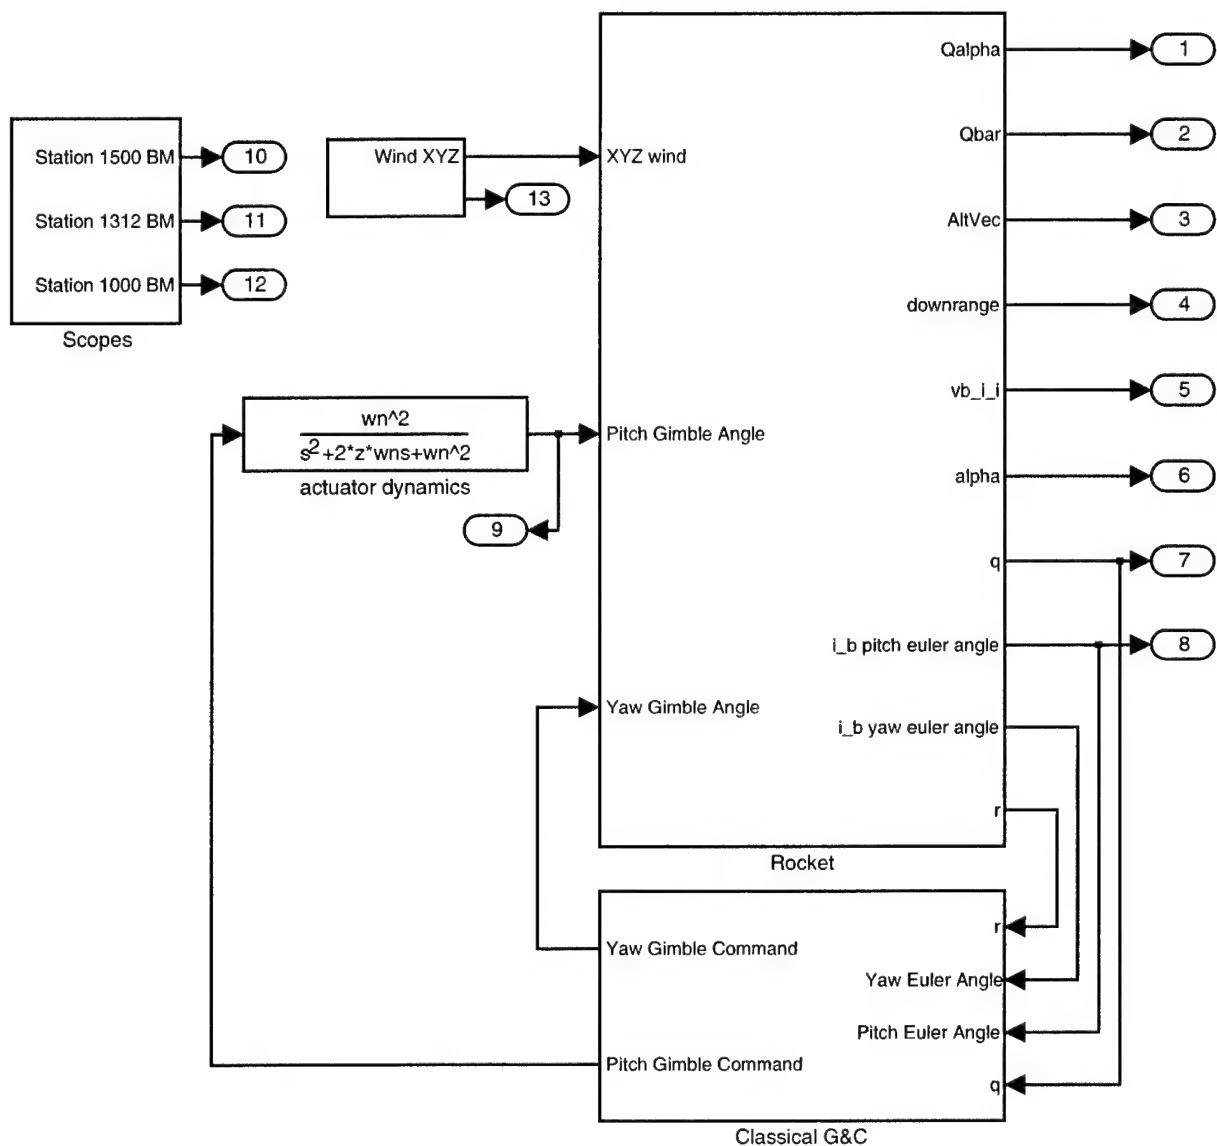 Qalpha
1
Qbar
2
Station 1500 BM
10
Wind XYZ
XYZ wind
13
Station 1312 BM
11
AltVec
3
Station 1000 BM
12
Scopes
downrange
4
vb_i_i
5
wn^2
s^2+2*z*wns+wn^2
actuator dynamics
Pitch Gimble Angle
alpha
6
9
q
7
i_b pitch euler angle
8
Yaw Gimble Angle
i_b yaw euler angle
r
Rocket
r
Yaw Gimble Command
Yaw Euler Angle
Pitch Euler Angle
Pitch Gimble Command
q
Classical G&C